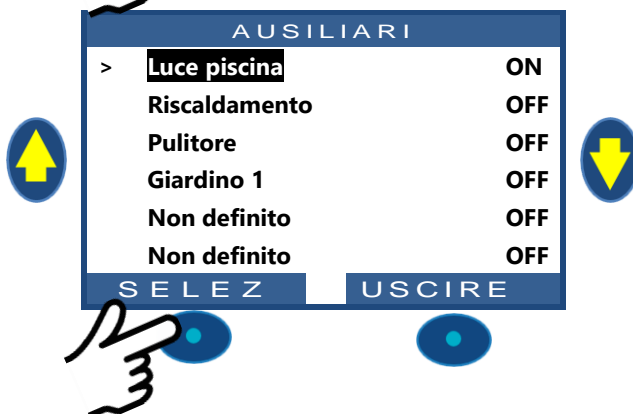 AUSILIARI
> Luce piscina ON
Riscaldamento OFF
Pulitore OFF
Giardino 1 OFF
Non definito OFF
Non definito OFF
SELEZ USCIRE